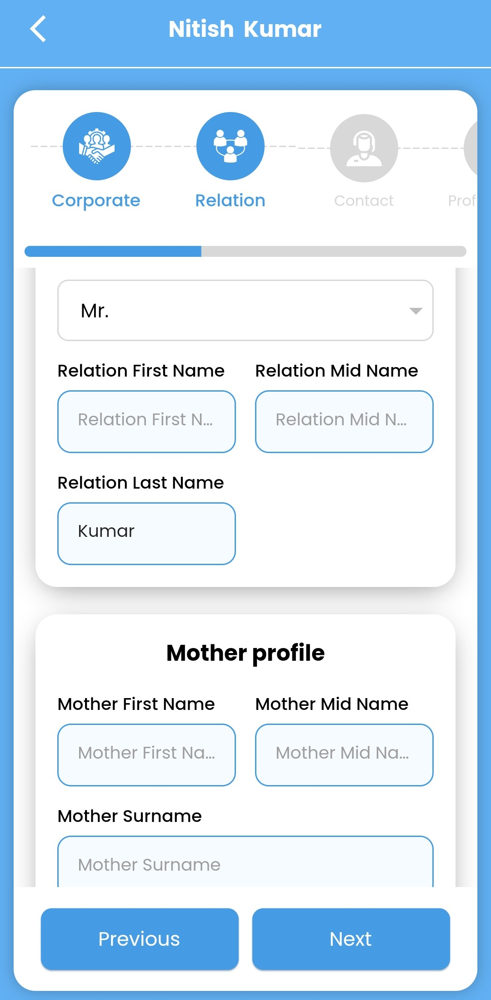 Nitish Kumar
Corporate
Relation
Contact
Prof
Mr.
Relation First Name
Relation Mid Name
Relation First N...
Relation Mid N...
Relation Last Name
Kumar
Mother profile
Mother First Name
Mother Mid Name
Mother First Na...
Mother Mid Na...
Mother Surname
Mother Surname
Previous
Next